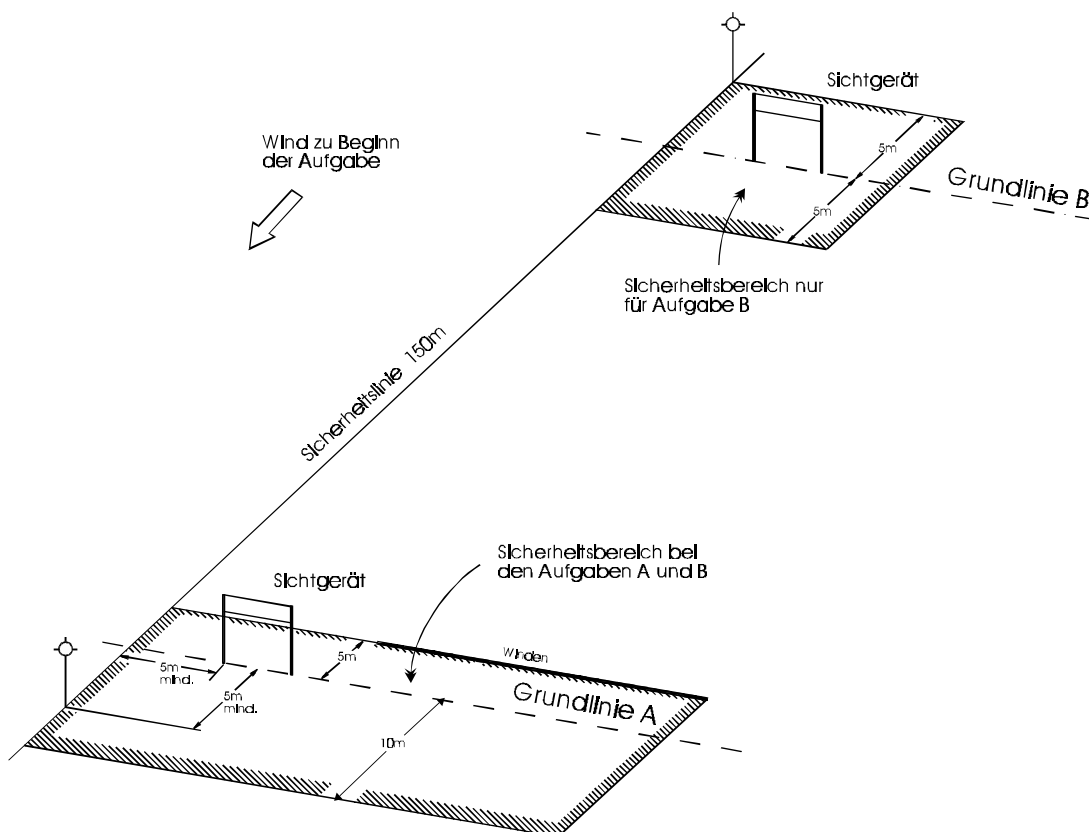 Sichtgerät
Wind zu Beginn
der Aufgabe
5m
Grundlinie B
5m
Sicherheitsbereich nur
für Aufgabe B
Sicherheitslinie 150m
Sicherheitsbereich bei
den Aufgaben A und B
Sichtgerät
Winden
5m
5m
mind.
Grundlinie A
5m
mind.
10m